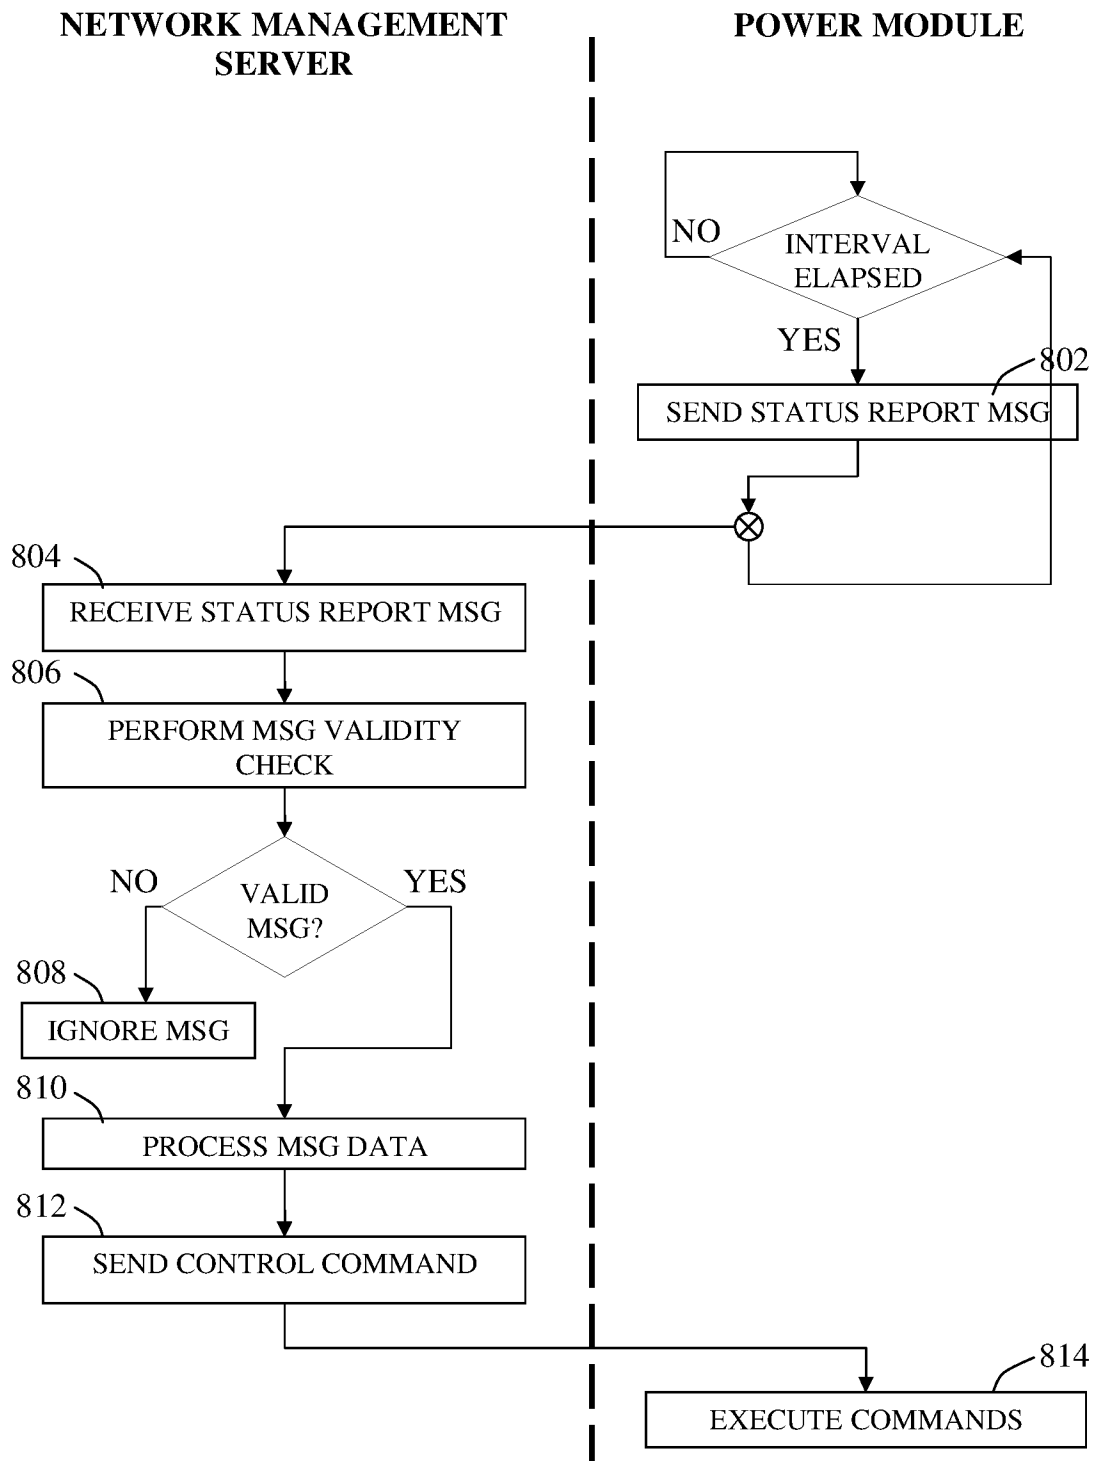 NETWORK MANAGEMENT
SERVER
POWER MODULE
NO
INTERVAL
ELAPSED
YES
802
SEND STATUS REPORT MSG
804
RECEIVE STATUS REPORT MSG
806
PERFORM MSG VALIDITY
CHECK
NO
VALID
MSG?
YES
808
IGNORE MSG
810
PROCESS MSG DATA
812
SEND CONTROL COMMAND
814
EXECUTE COMMANDS